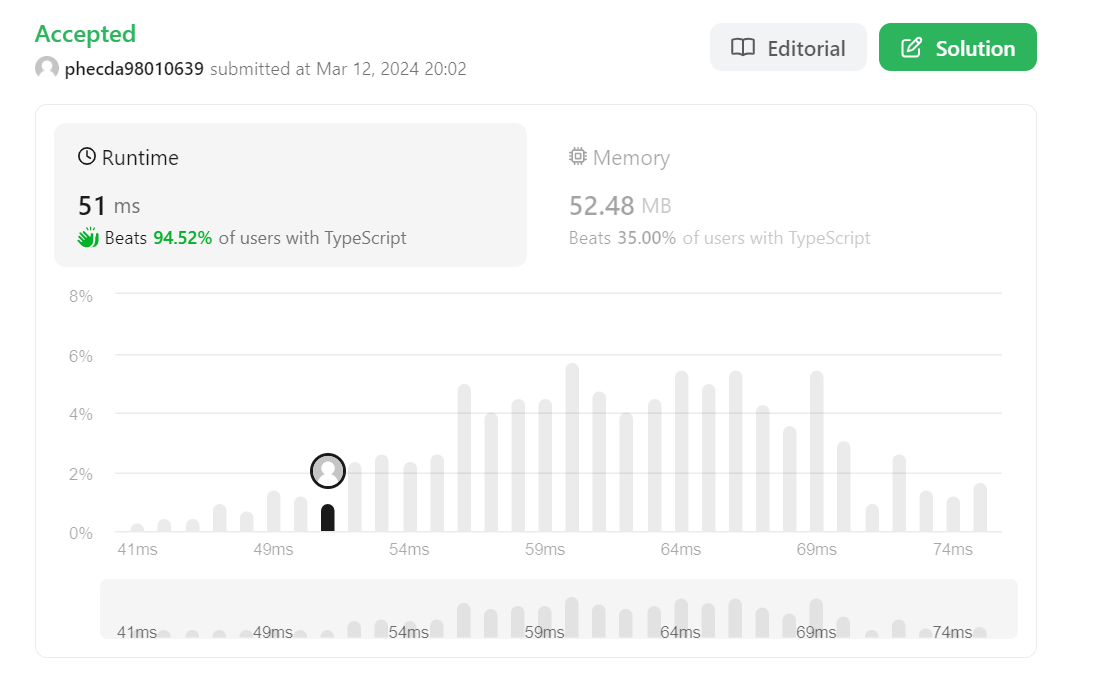 Accepted
Editorial
Solution
phecda98010639 submitted at Mar 12, 2024 20:02
Runtime
51 ms
Beats 94.52% of users with TypeScript
Memory
52.48 MB
Beats 35.00% of users with TypeScript
8%
6%
4%
2%
0%
41ms 49ms 54ms 59ms 64ms 69ms 74ms
41ms 49ms 54ms 59ms 64ms 69ms 74ms